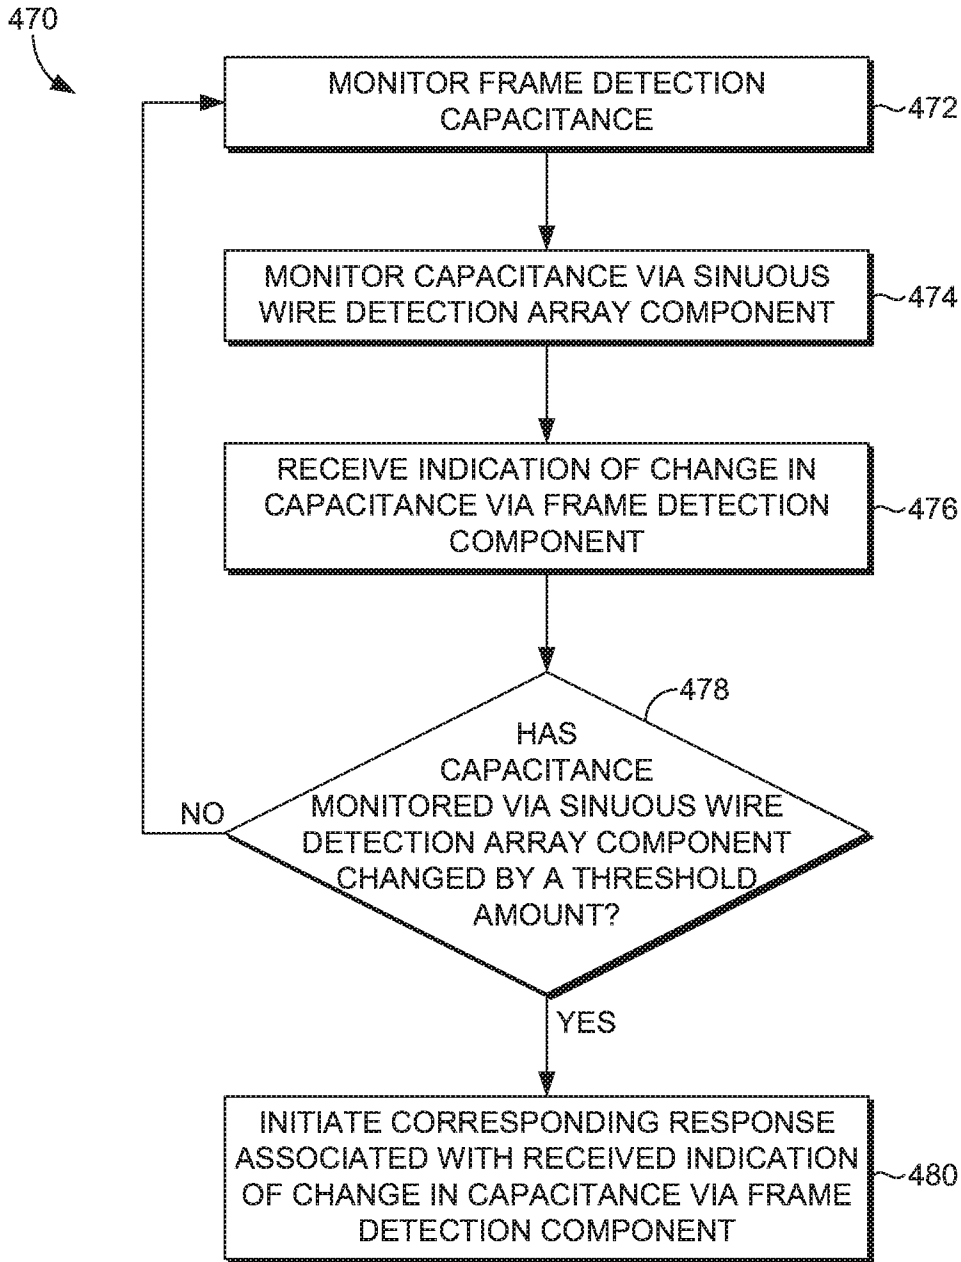 470
MONITOR FRAME DETECTION
CAPACITANCE
472
MONITOR CAPACITANCE VIA SINUOUS
WIRE DETECTION ARRAY COMPONENT
474
RECEIVE INDICATION OF CHANGE IN
CAPACITANCE VIA FRAME DETECTION
COMPONENT
476
478
HAS
CAPACITANCE
MONITORED VIA SINUOUS WIRE
DETECTION ARRAY COMPONENT
CHANGED BY A THRESHOLD
AMOUNT?
NO
YES
INITIATE CORRESPONDING RESPONSE
ASSOCIATED WITH RECEIVED INDICATION
OF CHANGE IN CAPACITANCE VIA FRAME
DETECTION COMPONENT
480